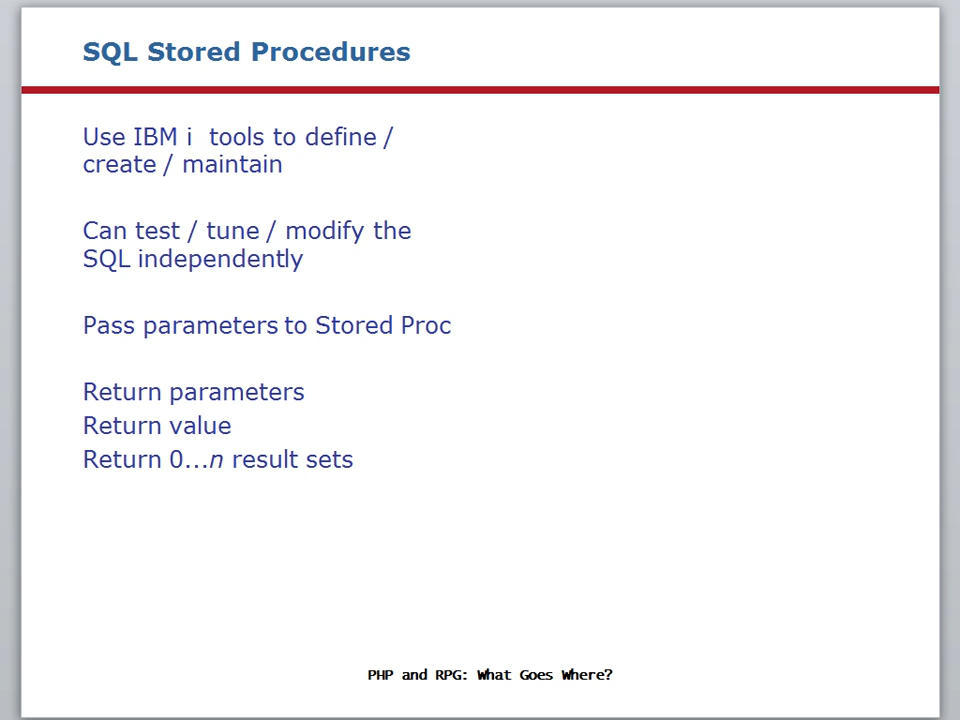 SQL Stored Procedures
Use IBM i tools to define /
create / maintain
Can test / tune / modify the
SQL independently
Pass parameters to Stored Proc
Return parameters
Return value
Return 0...n result sets
PHP and RPG: What Goes Where?